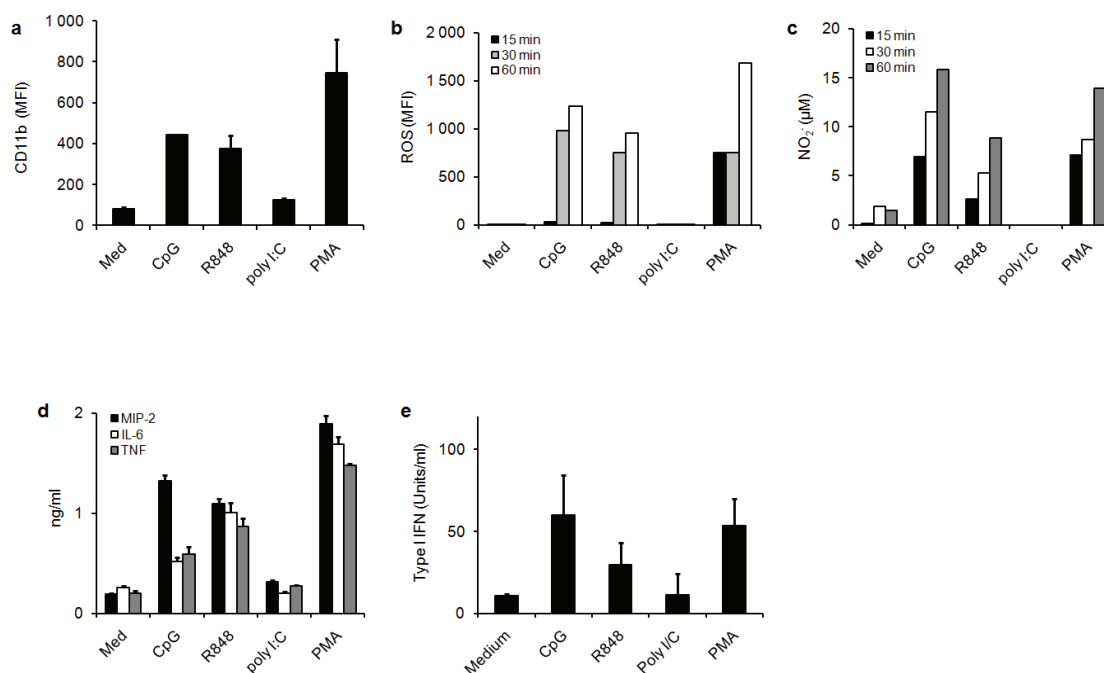 a
1 000
800
600
400
200
0
CD11b (MFI)
Med
CpG
R848
poly I:C
PMA
b
2 000
1 500
1 000
500
0
ROS (MFI)
15 min
30 min
60 min
Med
CpG
R848
poly I:C
PMA
c
20
15
10
5
0
NO₂⁻ (µM)
15 min
30 min
60 min
Med
CpG
R848
poly I:C
PMA
d
2
1
0
ng/ml
MIP-2
IL-6
TNF
Med
CpG
R848
poly I:C
PMA
e
100
50
0
Type I IFN (Units/ml)
Medium
CpG
R848
Poly I/C
PMA